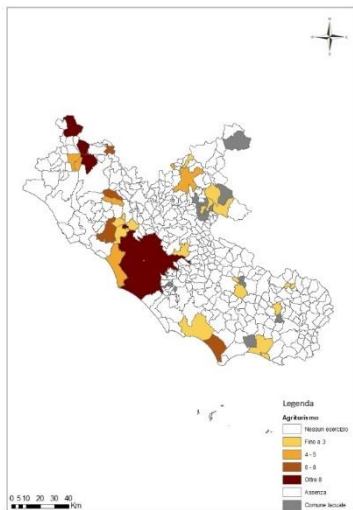 Legenda
Agriturismo
Nessun esercizio
Fino a 3
4 - 5
6 - 8
Oltre 8
Assenza
Comune lacuale
0 5 10 20 30 40
Km